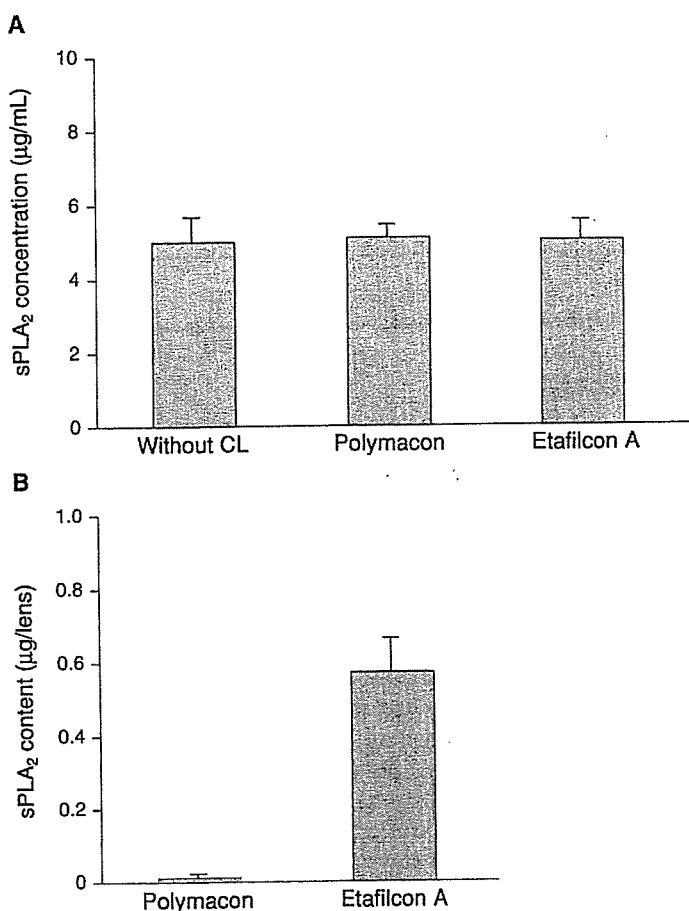 A
sPLA₂ concentration (µg/mL)
10
8
6
4
2
0
Without CL
Polymacon
Etafilcon A
B
sPLA₂ content (µg/lens)
1.0
0.8
0.6
0.4
0.2
0
Polymacon
Etafilcon A